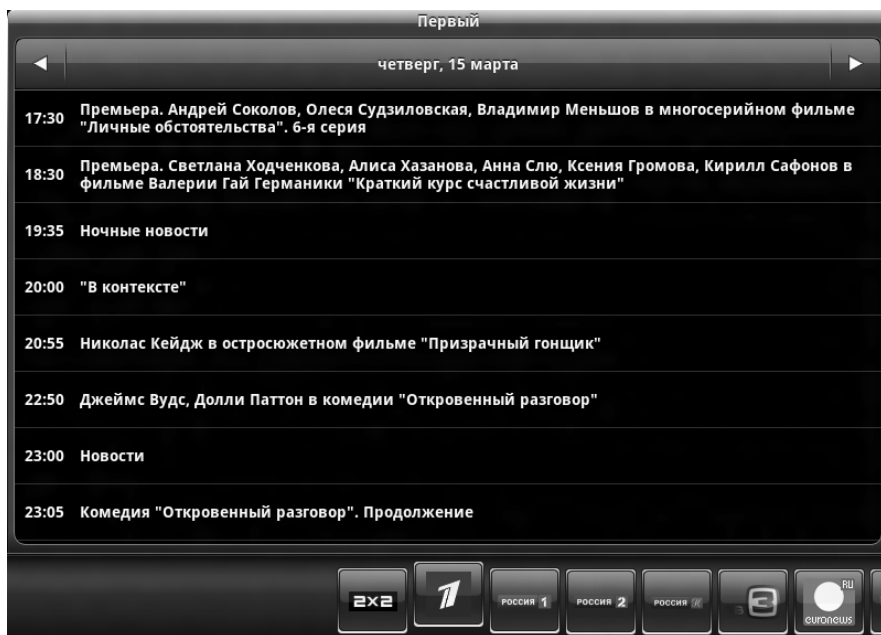 Первый
четверг, 15 марта
17:30 Премьера. Андрей Соколов, Олеся Судзиловская, Владимир Меньшов в многосерийном фильме
"Личные обстоятельства". 6-я серия
18:30 Премьера. Светлана Ходченкова, Алиса Хазанова, Анна Слю, Ксения Громова, Кирилл Сафонов в
фильме Валерии Гай Германики "Краткий курс счастливой жизни"
19:35 Ночные новости
20:00 "В контексте"
20:55 Николас Кейдж в остросюжетном фильме "Призрачный гонщик"
22:50 Джеймс Вудс, Долли Паттон в комедии "Откровенный разговор"
23:00 Новости
23:05 Комедия "Откровенный разговор". Продолжение
2x2 1 РОССИЯ 1 РОССИЯ 2 РОССИЯ К 3 euronews RU